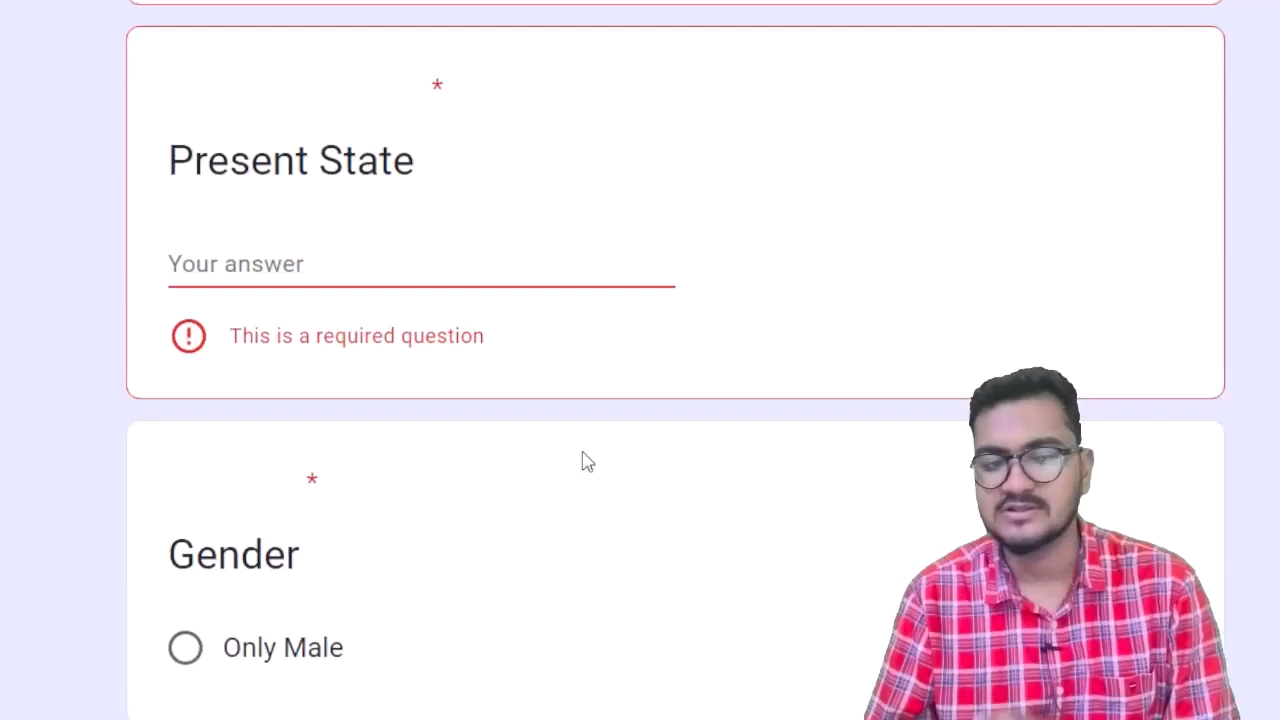 *
Present State
Your answer
This is a required question
*
Gender
Only Male